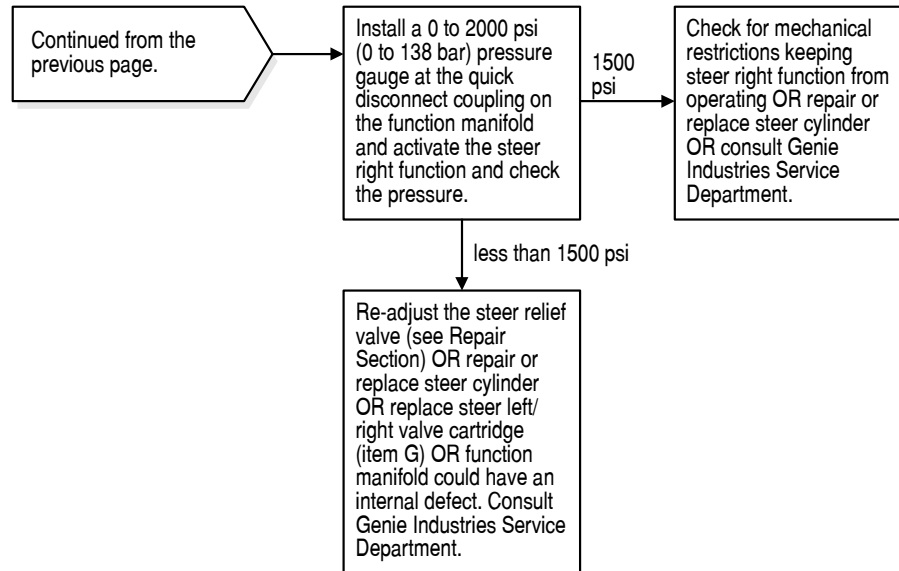 Continued from the
previous page.
Install a 0 to 2000 psi
(0 to 138 bar) pressure
gauge at the quick
disconnect coupling on
the function manifold
and activate the steer
right function and check
the pressure.
1500
psi
Check for mechanical
restrictions keeping
steer right function from
operating OR repair or
replace steer cylinder
OR consult Genie
Industries Service
Department.
less than 1500 psi
Re-adjust the steer relief
valve (see Repair
Section) OR repair or
replace steer cylinder
OR replace steer left/
right valve cartridge
(item G) OR function
manifold could have an
internal defect. Consult
Genie Industries Service
Department.